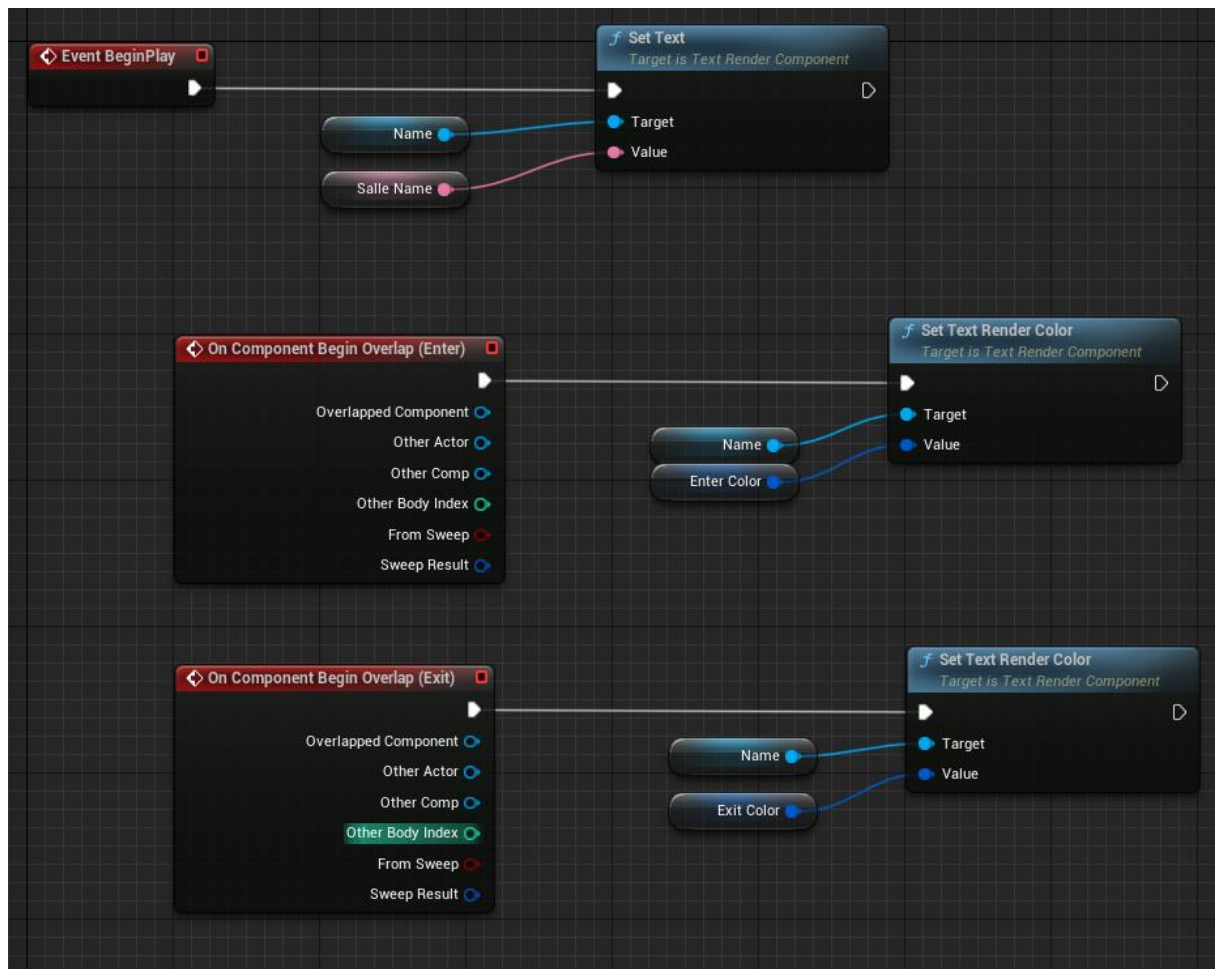 Event BeginPlay
Set Text
Target is Text Render Component
Name
Target
Salle Name
Value
On Component Begin Overlap (Enter)
Overlapped Component
Other Actor
Other Comp
Other Body Index
From Sweep
Sweep Result
Set Text Render Color
Target is Text Render Component
Name
Target
Enter Color
Value
On Component Begin Overlap (Exit)
Overlapped Component
Other Actor
Other Comp
Other Body Index
From Sweep
Sweep Result
Set Text Render Color
Target is Text Render Component
Name
Target
Exit Color
Value